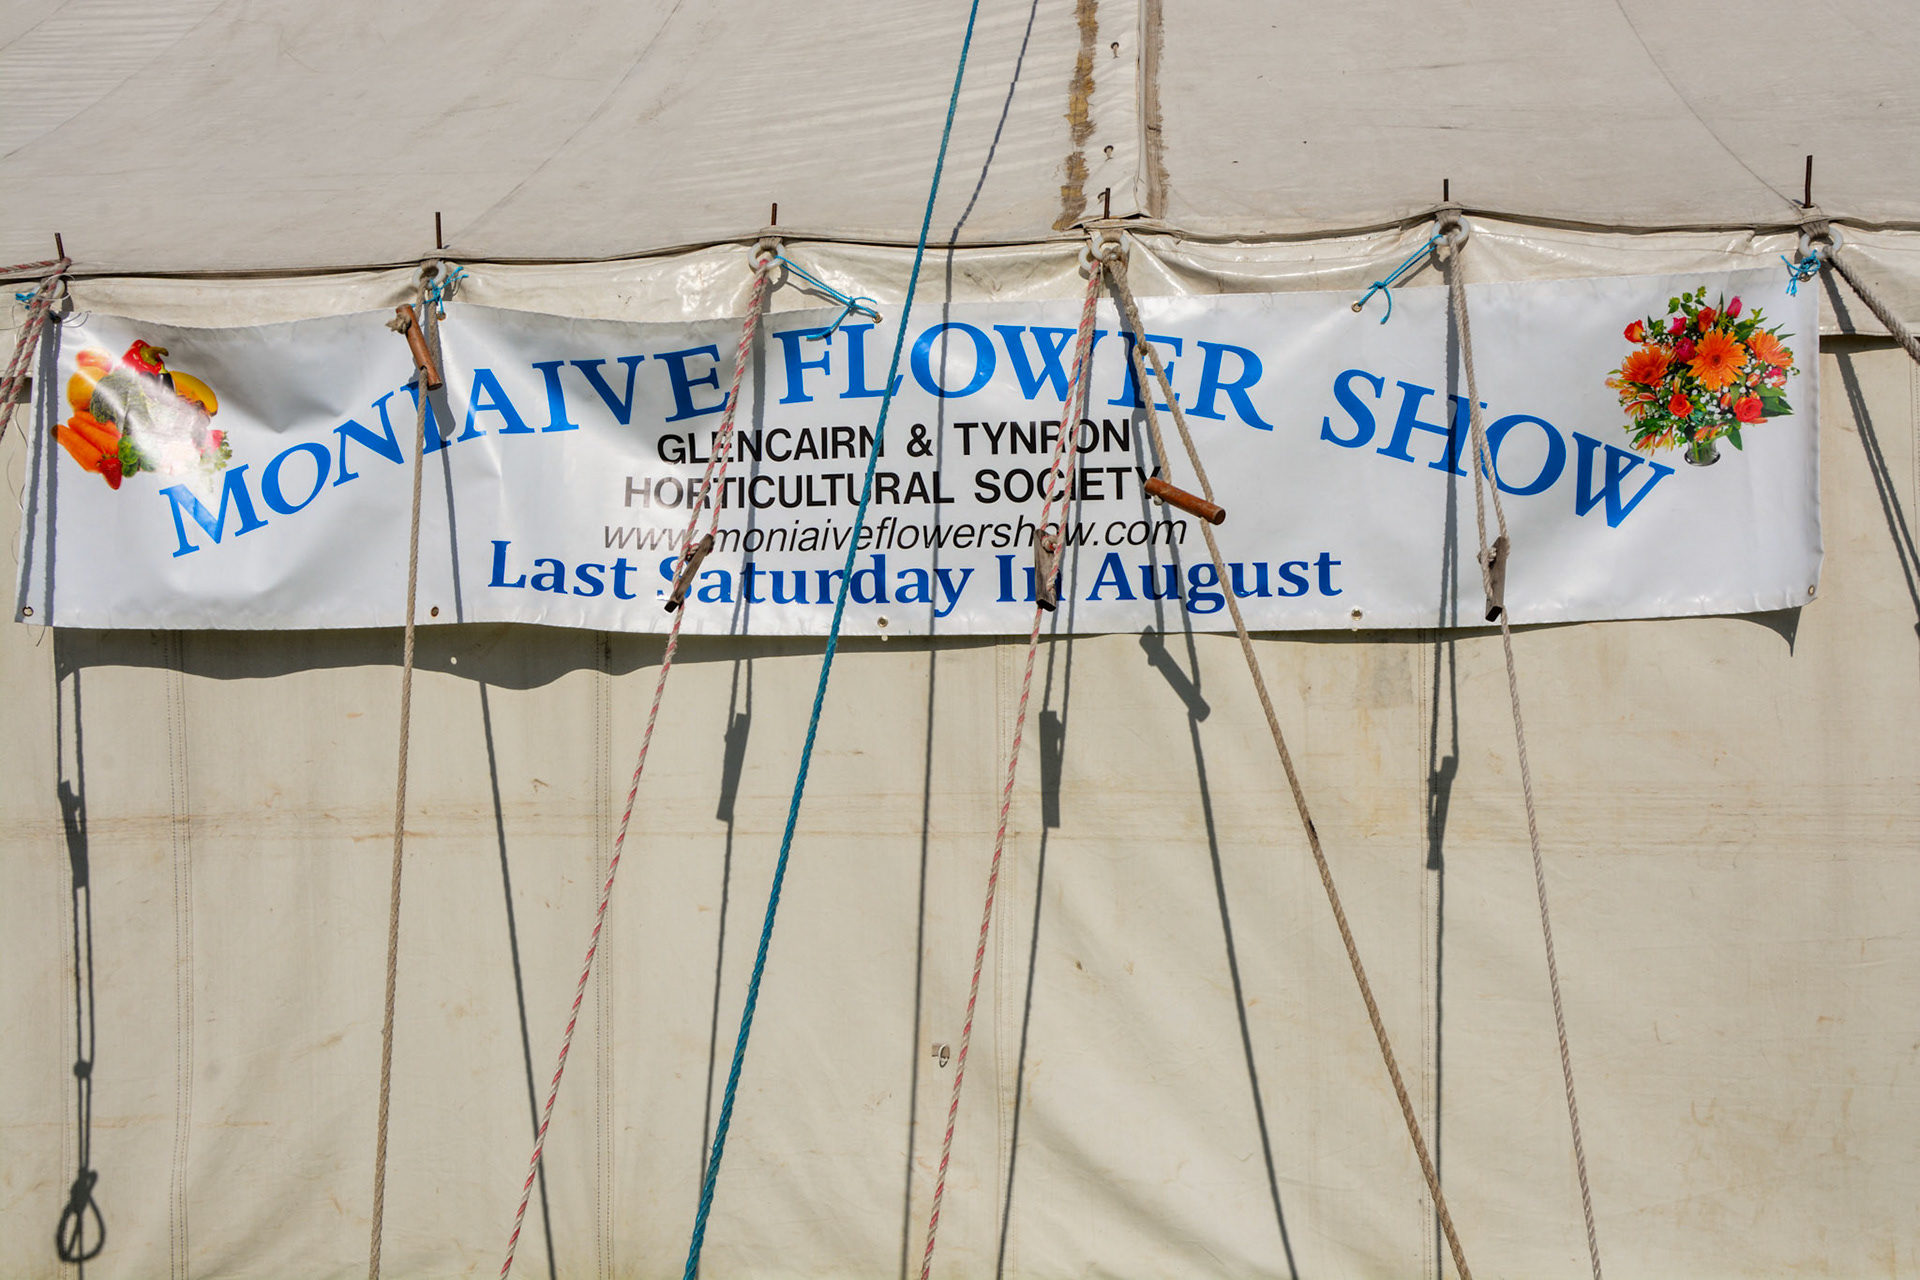 MONIAIVE FLOWER SHOW
GLENCAIRN & TYNRON
HORTICULTURAL SOCIETY
www.moniaiveflowershow.com
Last Saturday In August